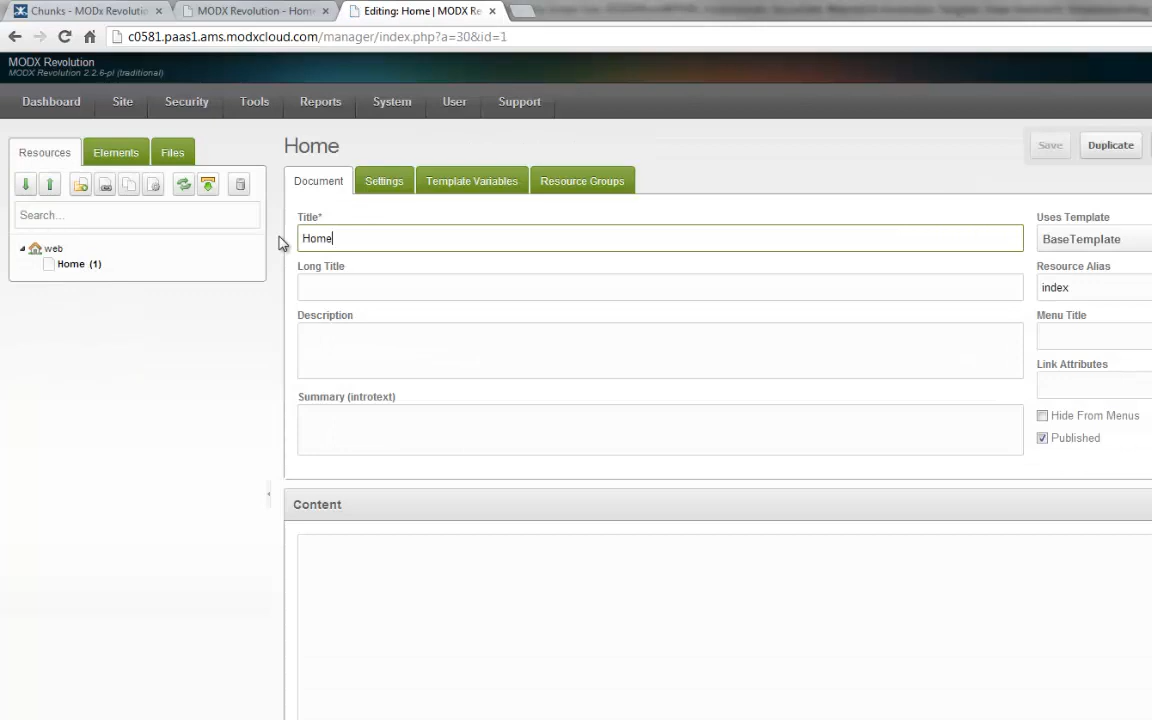 Chunks - MODx Revolutio
MODX Revolution - Home
Editing: Home | MODX Re
c0581.paas1.ams.modxcloud.com/manager/index.php?a=30&id=1
MODX Revolution
MODX Revolution 2.2.6-pl (traditional)
Dashboard Site Security Tools Reports System User Support
Resources Elements Files
Home
Save Duplicate
Document Settings Template Variables Resource Groups
Search...
web
Home (1)
Title*
Home
Uses Template
BaseTemplate
Long Title
Resource Alias
index
Description
Menu Title
Link Attributes
Summary (introtext)
Hide From Menus
Published
Content